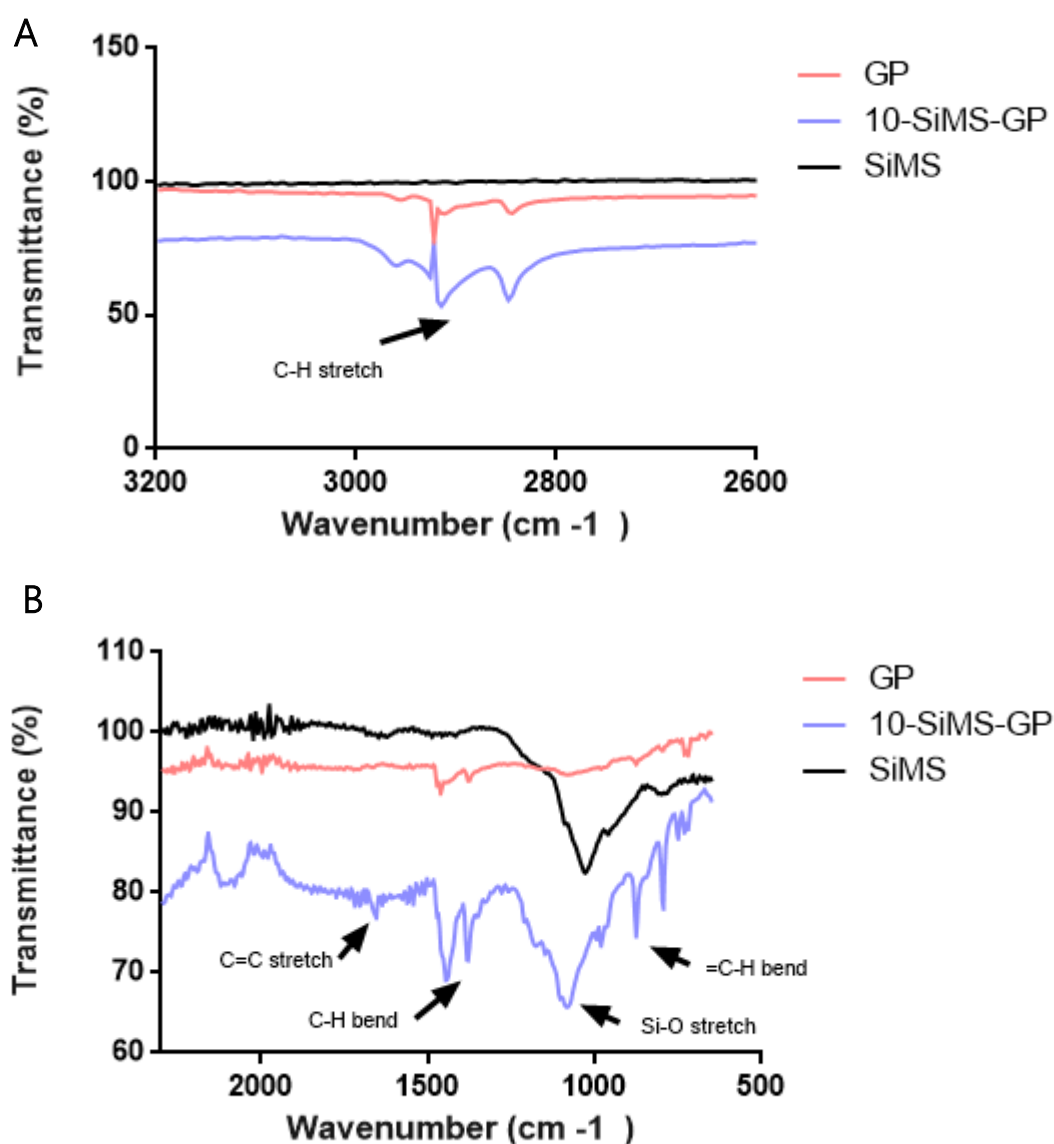 A
150
100
50
0
Transmittance (%)
3200
3000
2800
2600
Wavenumber (cm -1 )
GP
10-SiMS-GP
SiMS
C-H stretch
B
110
100
90
80
70
60
Transmittance (%)
2000
1500
1000
500
Wavenumber (cm -1 )
GP
10-SiMS-GP
SiMS
C=C stretch
C-H bend
=C-H bend
Si-O stretch